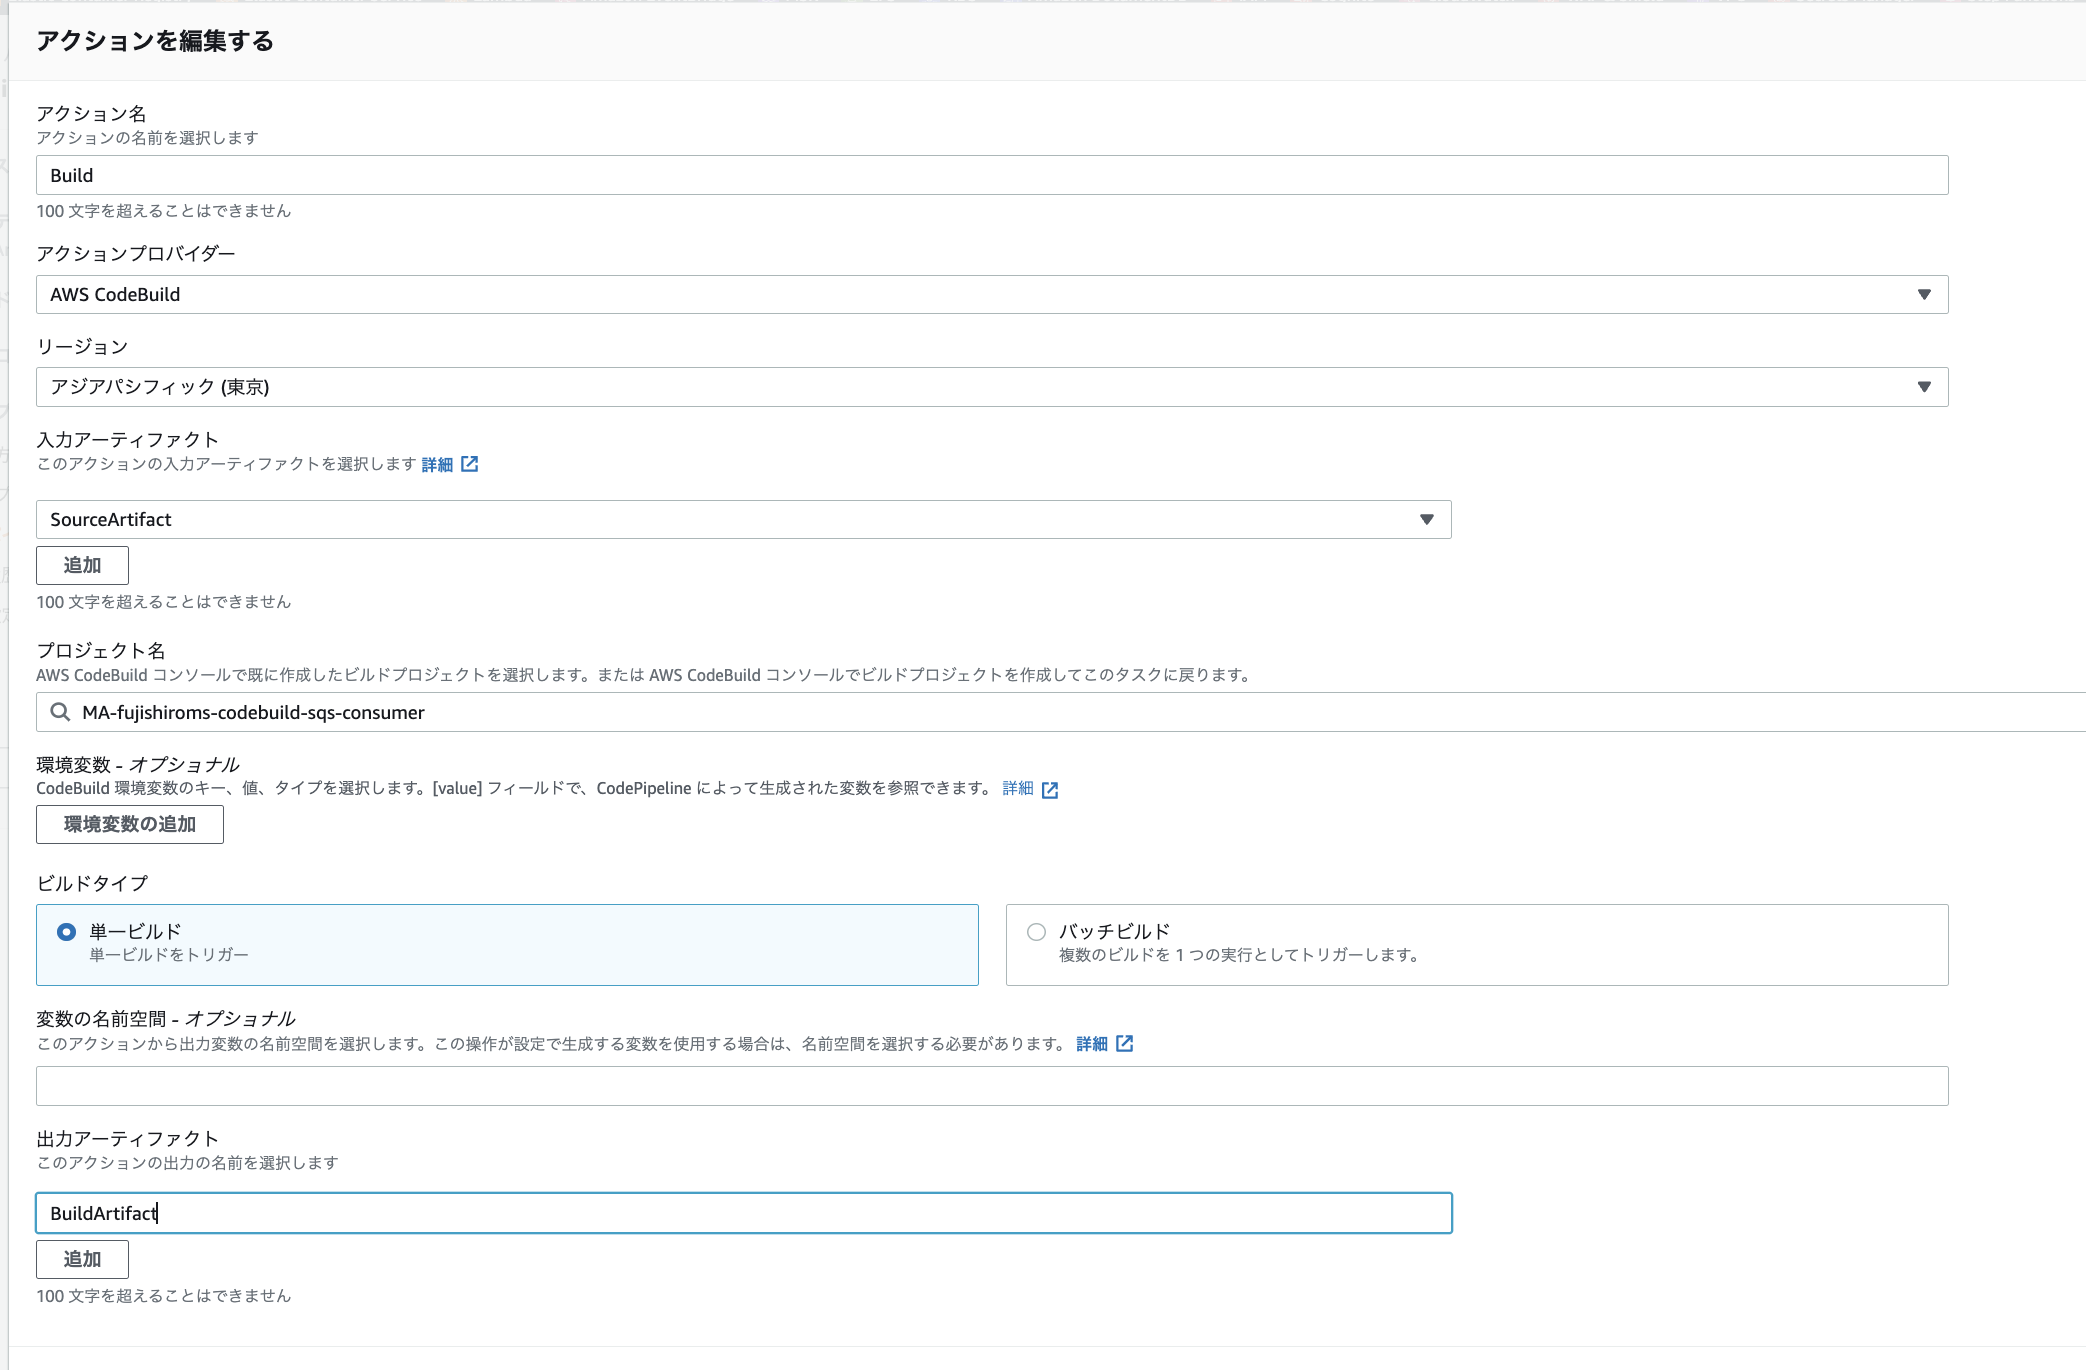 アクションを編集する
アクション名
アクションの名前を選択します
Build
100 文字を超えることはできません
アクションプロバイダー
AWS CodeBuild
リージョン
アジアパシフィック (東京)
入力アーティファクト
このアクションの入力アーティファクトを選択します 詳細
SourceArtifact
追加
100 文字を超えることはできません
プロジェクト名
AWS CodeBuild コンソールで既に作成したビルドプロジェクトを選択します。または AWS CodeBuild コンソールでビルドプロジェクトを作成してこのタスクに戻ります。
MA-fujishiroms-codebuild-sqs-consumer
環境変数 - オプショナル
CodeBuild 環境変数のキー、値、タイプを選択します。[value] フィールドで、CodePipeline によって生成された変数を参照できます。 詳細
環境変数の追加
ビルドタイプ
単一ビルド
単一ビルドをトリガー
バッチビルド
複数のビルドを 1 つの実行としてトリガーします。
変数の名前空間 - オプショナル
このアクションから出力変数の名前空間を選択します。この操作が設定で生成する変数を使用する場合は、名前空間を選択する必要があります。 詳細
出力アーティファクト
このアクションの出力の名前を選択します
BuildArtifact
追加
100 文字を超えることはできません